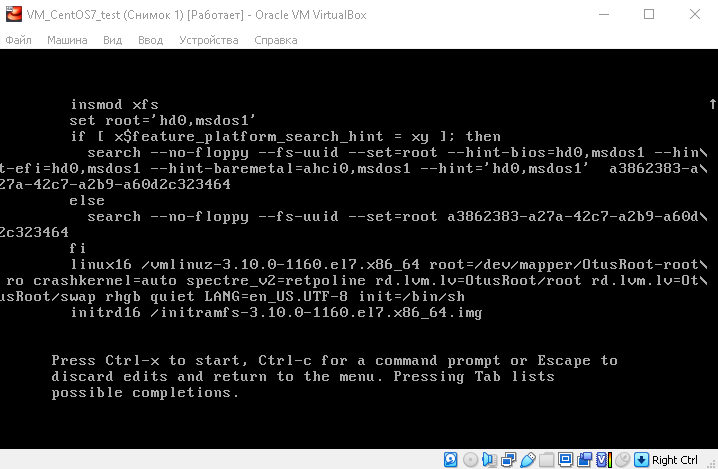 VM_CentOS7_test (Снимок 1) [Работает] - Oracle VM VirtualBox
Файл Машина Вид Ввод Устройства Справка
insmod xfs
set root='hd0,msdos1'
if [ x$feature_platform_search_hint = xy ]; then
search --no-floppy --fs-uuid --set=root --hint-bios=hd0,msdos1 --hin\
t-efi=hd0,msdos1 --hint-baremetal=ahci0,msdos1 --hint='hd0,msdos1' a3862383-a\
27a-42c7-a2b9-a60d2c323464
else
search --no-floppy --fs-uuid --set=root a3862383-a27a-42c7-a2b9-a60d\
2c323464
fi
linux16 /vmlinuz-3.10.0-1160.el7.x86_64 root=/dev/mapper/OtusRoot-root\
ro crashkernel=auto spectre_v2=retpoline rd.lvm.lv=OtusRoot/root rd.lvm.lv=Ot\
usRoot/swap rhgb quiet LANG=en_US.UTF-8 init=/bin/sh
initrd16 /initramfs-3.10.0-1160.el7.x86_64.img
Press Ctrl-x to start, Ctrl-c for a command prompt or Escape to
discard edits and return to the menu. Pressing Tab lists
possible completions.
Right Ctrl